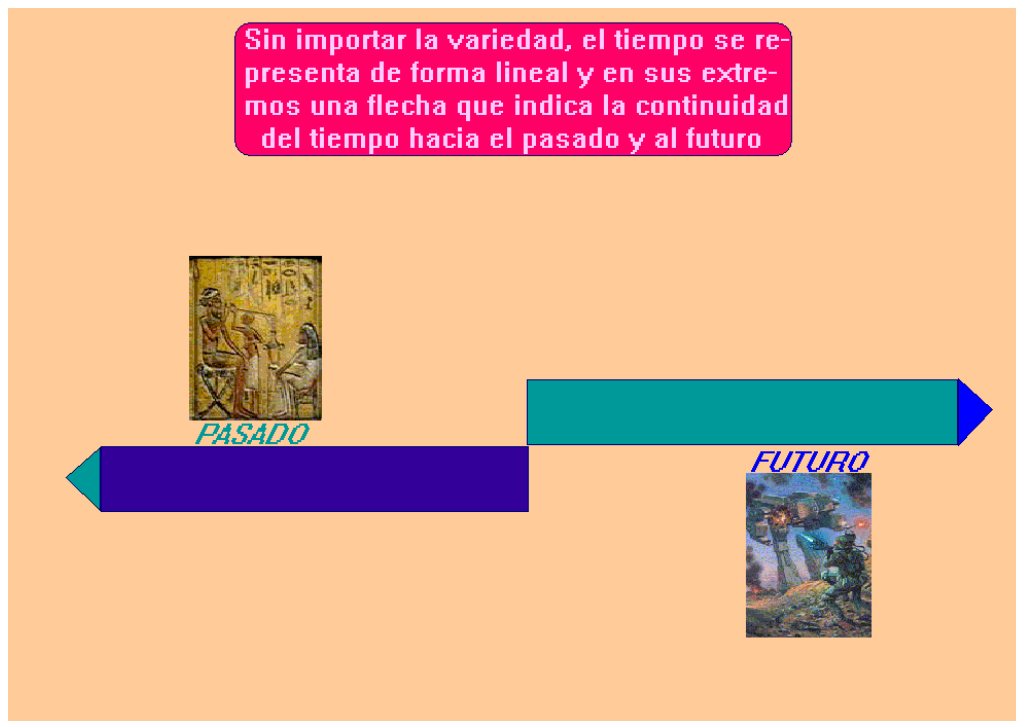 Sin importar la variedad, el tiempo se re-
presenta de forma lineal y en sus extre-
mos una flecha que indica la continuidad
del tiempo hacia el pasado y al futuro
PASADO
FUTURO